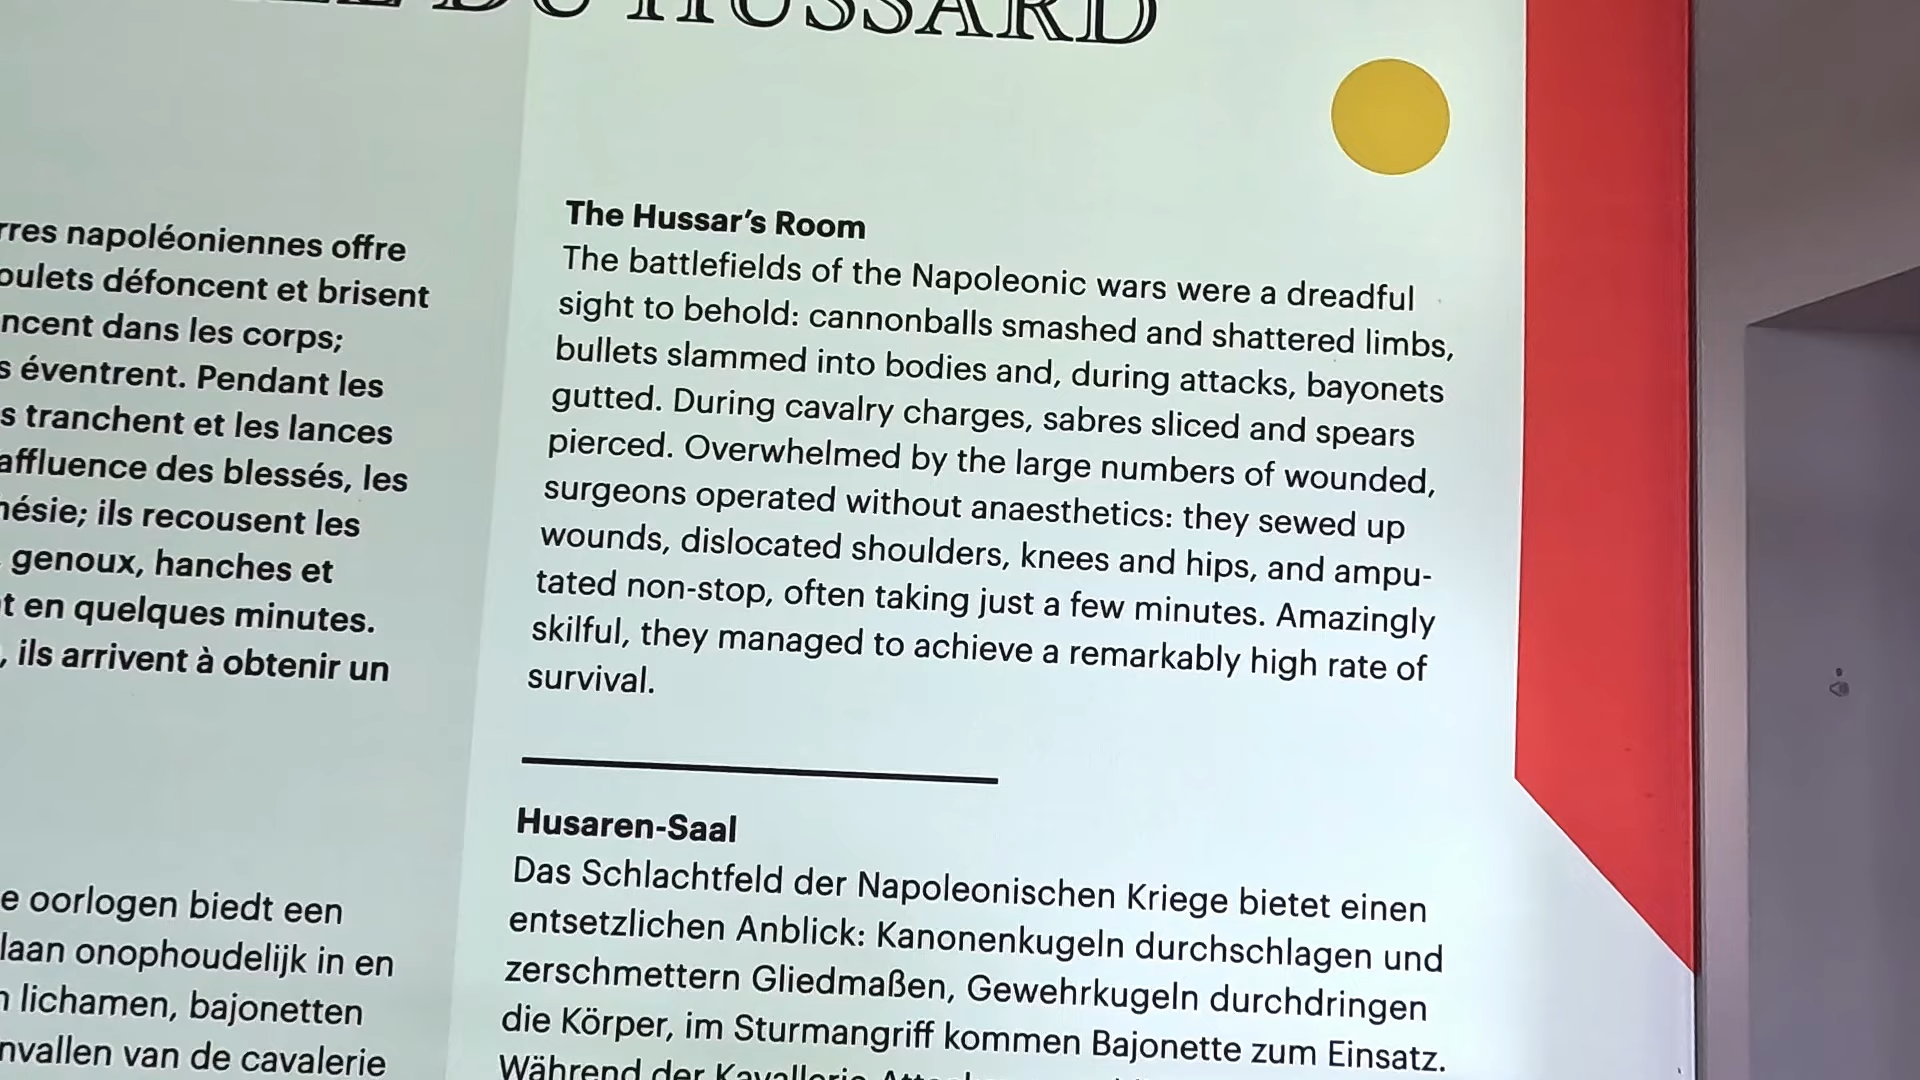 DU HUSSARD
napoléoniennes offre
défoncent et brisent
dans les corps;
éventrent. Pendant les
tranchent et les lances
affluence des blessés, les
ils recousent les
genoux, hanches et
en quelques minutes.
, ils arrivent à obtenir un
oorlogen biedt een
onophoudelijk in en
lichamen, bajonetten
van de cavalerie
The Hussar's Room
The battlefields of the Napoleonic wars were a dreadful
sight to behold: cannonballs smashed and shattered limbs,
bullets slammed into bodies and, during attacks, bayonets
gutted. During cavalry charges, sabres sliced and spears
pierced. Overwhelmed by the large numbers of wounded,
surgeons operated without anaesthetics: they sewed up
wounds, dislocated shoulders, knees and hips, and ampu-
tated non-stop, often taking just a few minutes. Amazingly
skilful, they managed to achieve a remarkably high rate of
survival.
Husaren-Saal
Das Schlachtfeld der Napoleonischen Kriege bietet einen
entsetzlichen Anblick: Kanonenkugeln durchschlagen und
zerschmettern Gliedmaßen, Gewehrkugeln durchdringen
die Körper, im Sturmangriff kommen Bajonette zum Einsatz.
Während der